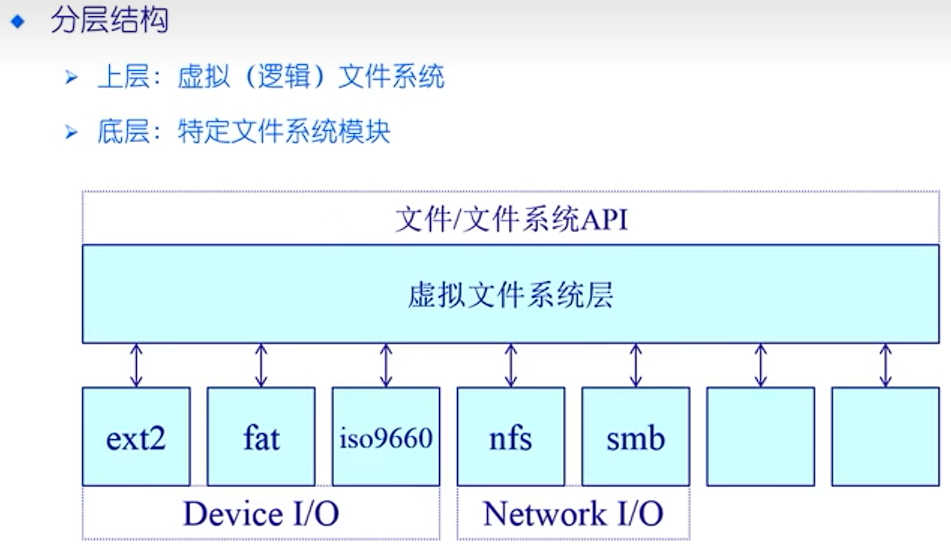 分层结构
上层：虚拟（逻辑）文件系统
底层：特定文件系统模块
文件/文件系统API
虚拟文件系统层
ext2 fat iso9660 nfs smb
Device I/O Network I/O